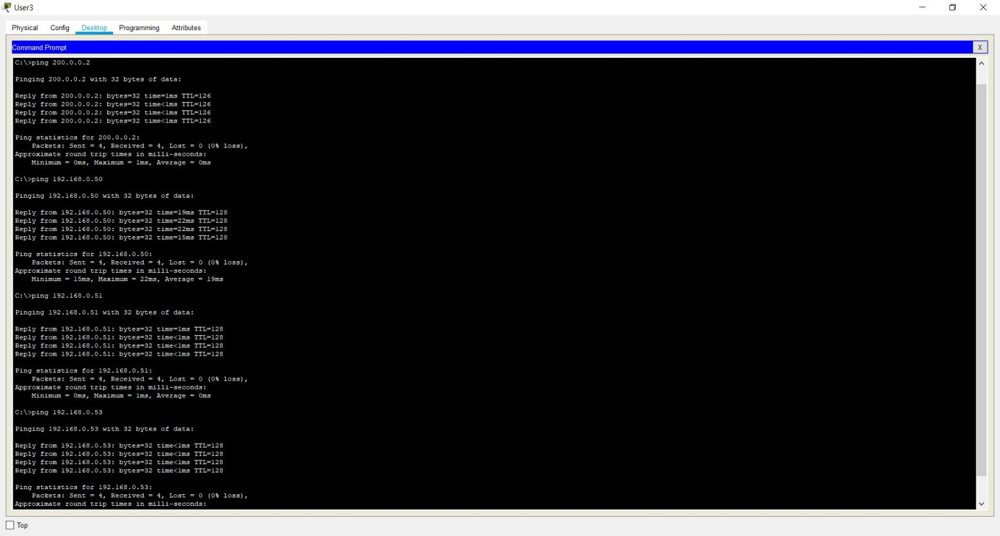 User3
Physical Config Desktop Programming Attributes
Command Prompt
X
C:\>ping 200.0.0.2
Pinging 200.0.0.2 with 32 bytes of data:
Reply from 200.0.0.2: bytes=32 time=1ms TTL=126
Reply from 200.0.0.2: bytes=32 time<1ms TTL=126
Reply from 200.0.0.2: bytes=32 time<1ms TTL=126
Reply from 200.0.0.2: bytes=32 time<1ms TTL=126
Ping statistics for 200.0.0.2:
Packets: Sent = 4, Received = 4, Lost = 0 (0% loss),
Approximate round trip times in milli-seconds:
Minimum = 0ms, Maximum = 1ms, Average = 0ms
C:\>ping 192.168.0.50
Pinging 192.168.0.50 with 32 bytes of data:
Reply from 192.168.0.50: bytes=32 time=19ms TTL=128
Reply from 192.168.0.50: bytes=32 time=22ms TTL=128
Reply from 192.168.0.50: bytes=32 time=22ms TTL=128
Reply from 192.168.0.50: bytes=32 time=15ms TTL=128
Ping statistics for 192.168.0.50:
Packets: Sent = 4, Received = 4, Lost = 0 (0% loss),
Approximate round trip times in milli-seconds:
Minimum = 15ms, Maximum = 22ms, Average = 19ms
C:\>ping 192.168.0.51
Pinging 192.168.0.51 with 32 bytes of data:
Reply from 192.168.0.51: bytes=32 time=1ms TTL=128
Reply from 192.168.0.51: bytes=32 time<1ms TTL=128
Reply from 192.168.0.51: bytes=32 time<1ms TTL=128
Reply from 192.168.0.51: bytes=32 time<1ms TTL=128
Ping statistics for 192.168.0.51:
Packets: Sent = 4, Received = 4, Lost = 0 (0% loss),
Approximate round trip times in milli-seconds:
Minimum = 0ms, Maximum = 1ms, Average = 0ms
C:\>ping 192.168.0.53
Pinging 192.168.0.53 with 32 bytes of data:
Reply from 192.168.0.53: bytes=32 time<1ms TTL=128
Reply from 192.168.0.53: bytes=32 time<1ms TTL=128
Reply from 192.168.0.53: bytes=32 time<1ms TTL=128
Reply from 192.168.0.53: bytes=32 time<1ms TTL=128
Ping statistics for 192.168.0.53:
Packets: Sent = 4, Received = 4, Lost = 0 (0% loss),
Approximate round trip times in milli-seconds:
Top